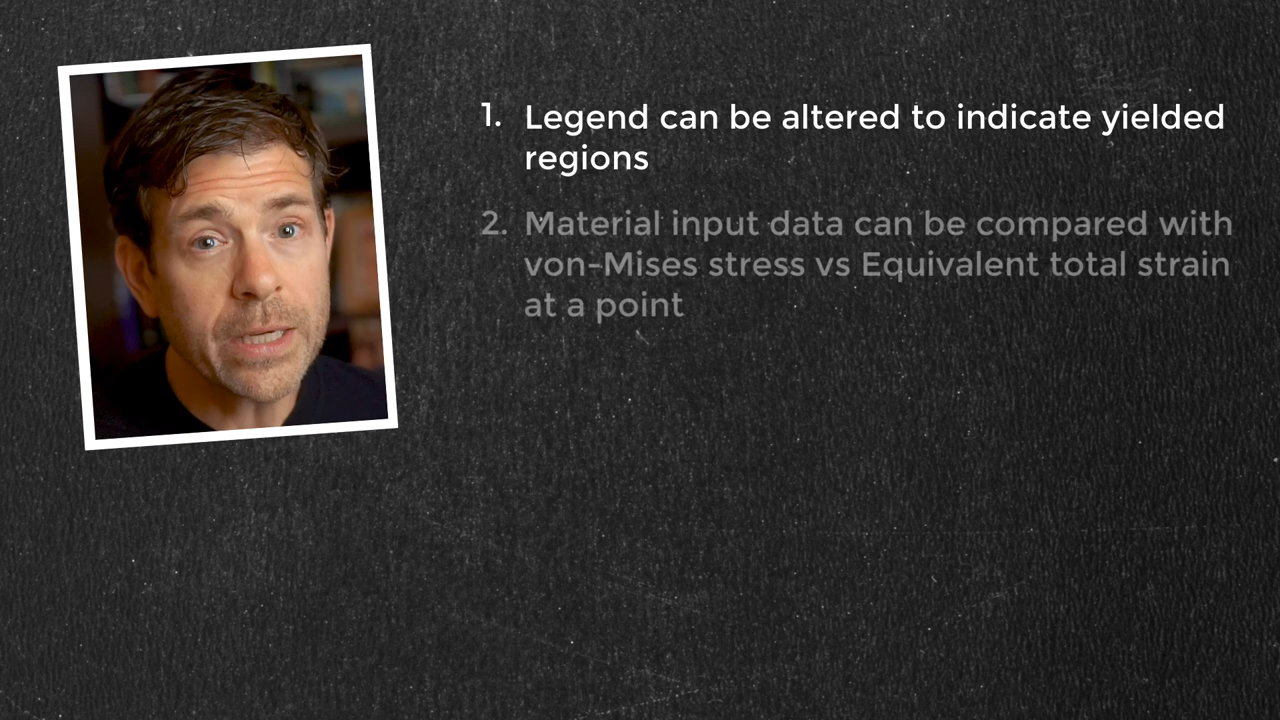 1. Legend can be altered to indicate yielded
regions
2. Material input data can be compared with
von-Mises stress vs Equivalent total strain
at a point